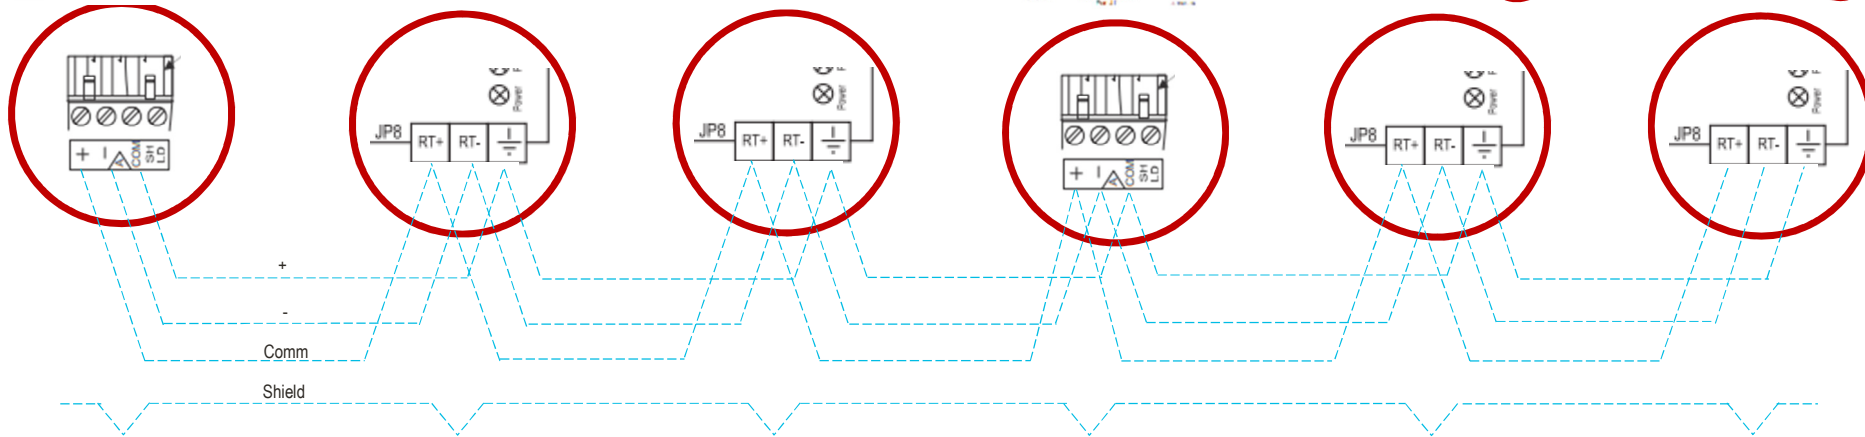 Power
Power
Power
Power
JP8 RT+ RT-
JP8 RT+ RT-
JP8 RT+ RT-
JP8 RT+ RT-
+ − A COM SH LD
+ − A COM SH LD
+
-
Comm
Shield